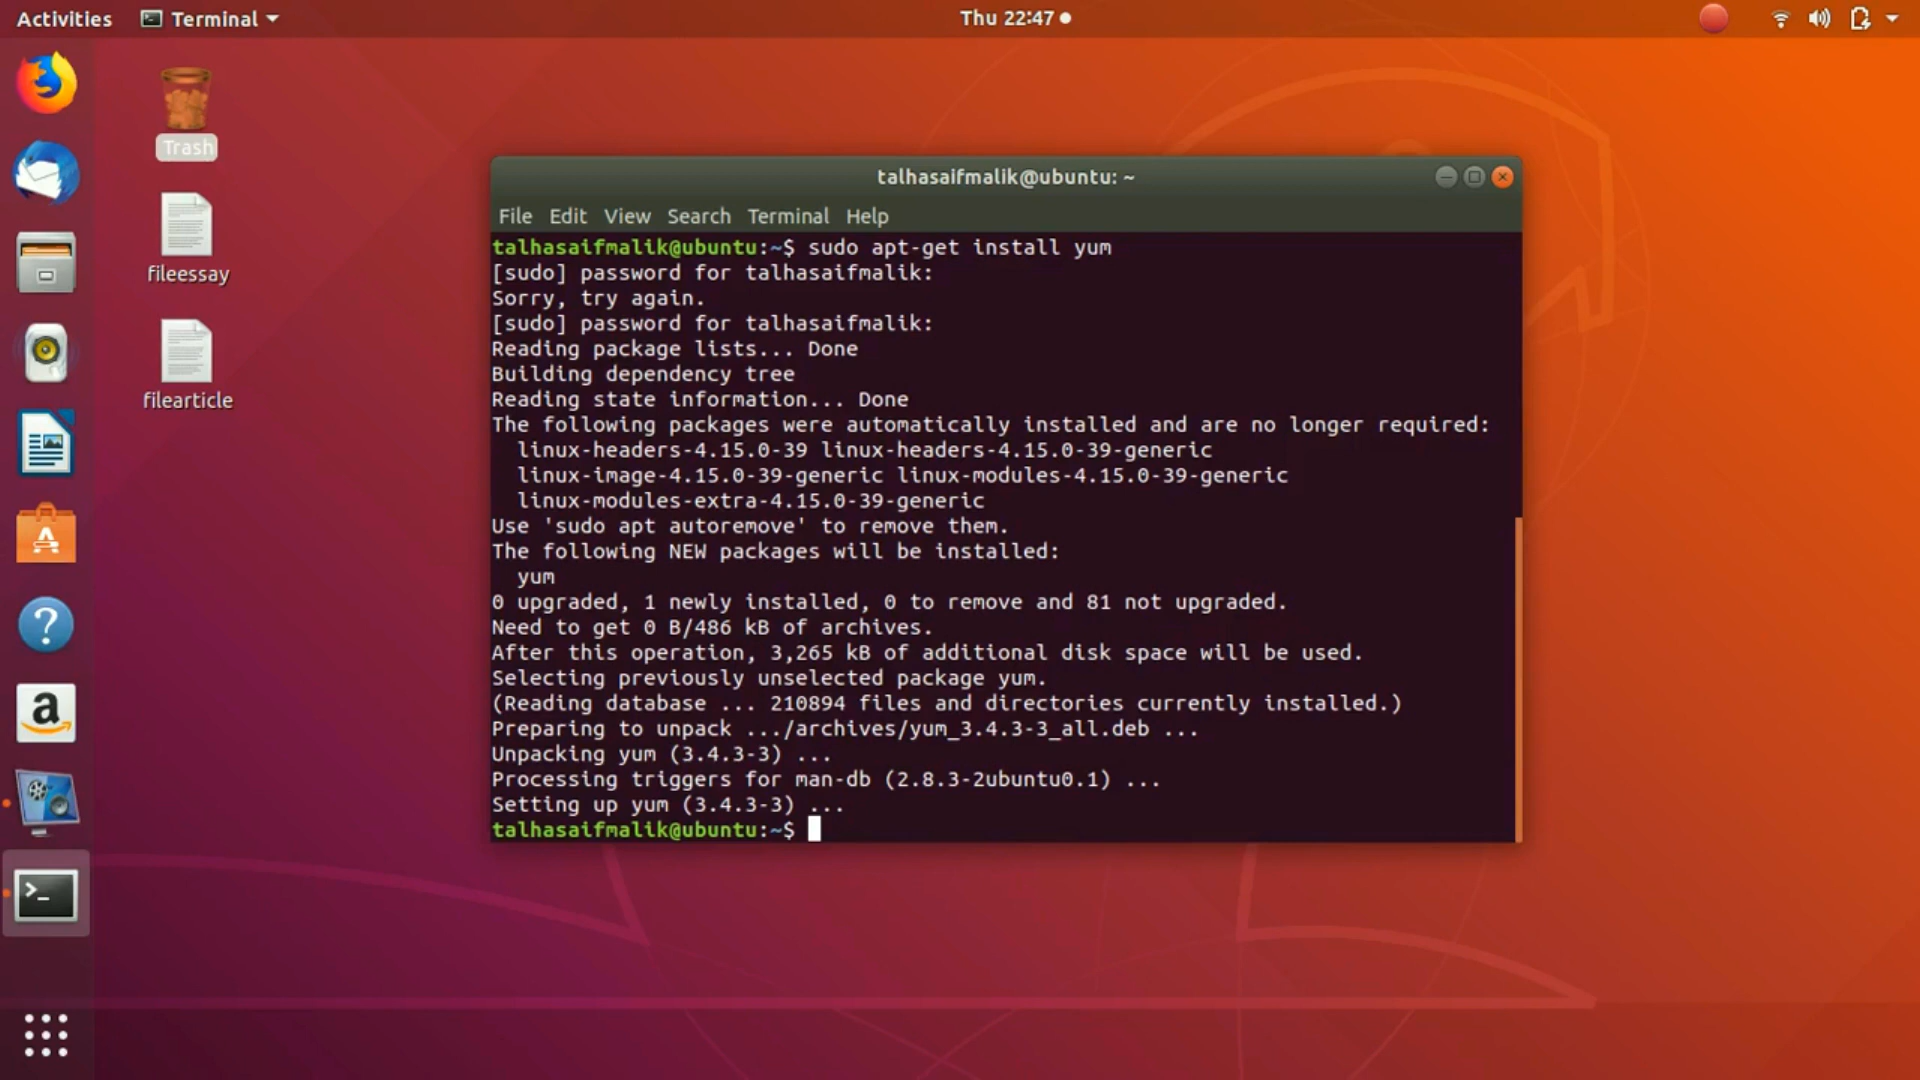 Activities
Terminal
Thu 22:47
Trash
fileessay
filearticle
talhasaifmalik@ubuntu: ~
File Edit View Search Terminal Help
talhasaifmalik@ubuntu:~$ sudo apt-get install yum
[sudo] password for talhasaifmalik:
Sorry, try again.
[sudo] password for talhasaifmalik:
Reading package lists... Done
Building dependency tree
Reading state information... Done
The following packages were automatically installed and are no longer required:
linux-headers-4.15.0-39 linux-headers-4.15.0-39-generic
linux-image-4.15.0-39-generic linux-modules-4.15.0-39-generic
linux-modules-extra-4.15.0-39-generic
Use 'sudo apt autoremove' to remove them.
The following NEW packages will be installed:
yum
0 upgraded, 1 newly installed, 0 to remove and 81 not upgraded.
Need to get 0 B/486 kB of archives.
After this operation, 3,265 kB of additional disk space will be used.
Selecting previously unselected package yum.
(Reading database ... 210894 files and directories currently installed.)
Preparing to unpack .../archives/yum_3.4.3-3_all.deb ...
Unpacking yum (3.4.3-3) ...
Processing triggers for man-db (2.8.3-2ubuntu0.1) ...
Setting up yum (3.4.3-3) ...
talhasaifmalik@ubuntu:~$